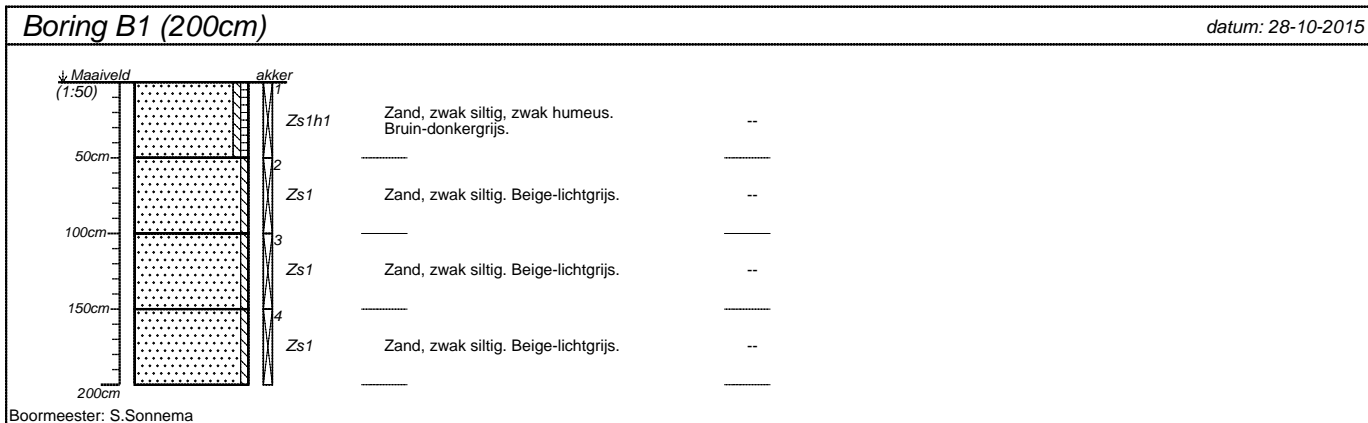 Boring B1 (200cm)
datum: 28-10-2015
Maaiveld
akker
(1:50)
1
Zs1h1
Zand, zwak siltig, zwak humeus.
Bruin-donkergrijs.
--
50cm
2
Zs1
Zand, zwak siltig. Beige-lichtgrijs.
--
100cm
3
Zs1
Zand, zwak siltig. Beige-lichtgrijs.
--
150cm
4
Zs1
Zand, zwak siltig. Beige-lichtgrijs.
--
200cm
Boormeester: S.Sonnema